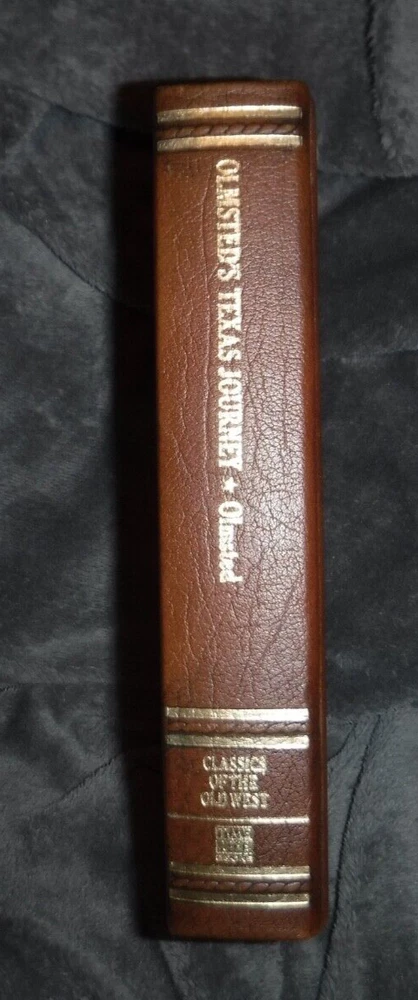 OLMSTED'S TEXAS JOURNEY ★ Olmsted
CLASSICS
OF THE
OLD WEST